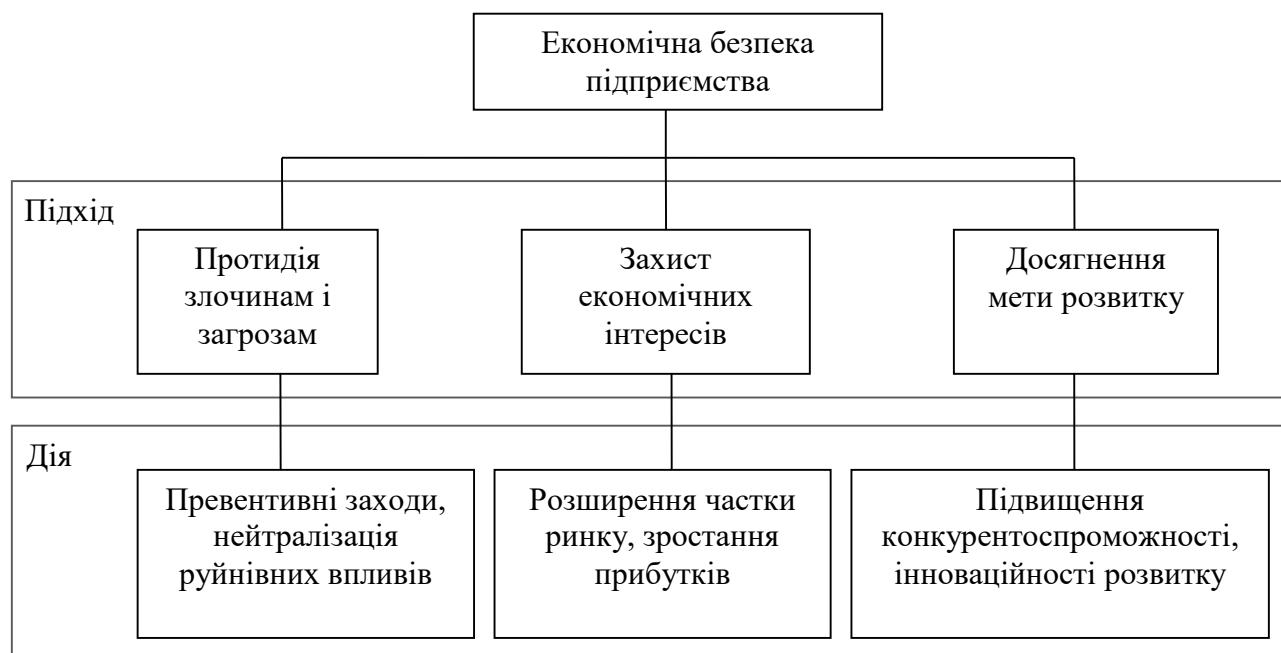 Економічна безпека
підприємства
Підхід
Протидія
злочинам і
загрозам
Захист
економічних
інтересів
Досягнення
мети розвитку
Дія
Превентивні заходи,
нейтралізація
руйнівних впливів
Розширення частки
ринку, зростання
прибутків
Підвищення
конкурентоспроможності,
інноваційності розвитку